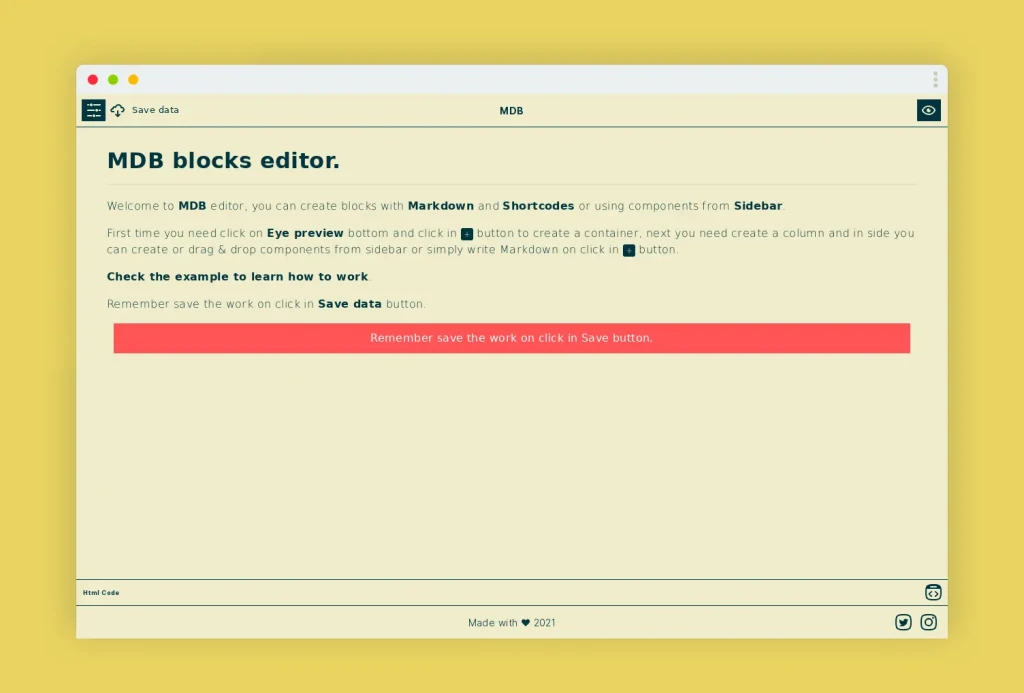 Save data
MDB
MDB blocks editor.
Welcome to MDB editor, you can create blocks with Markdown and Shortcodes or using components from Sidebar.
First time you need click on Eye preview bottom and click in + button to create a container, next you need create a column and in side you
can create or drag & drop components from sidebar or simply write Markdown on click in + button.
Check the example to learn how to work.
Remember save the work on click in Save data button.
Remember save the work on click in Save button.
Html Code
Made with ♥ 2021